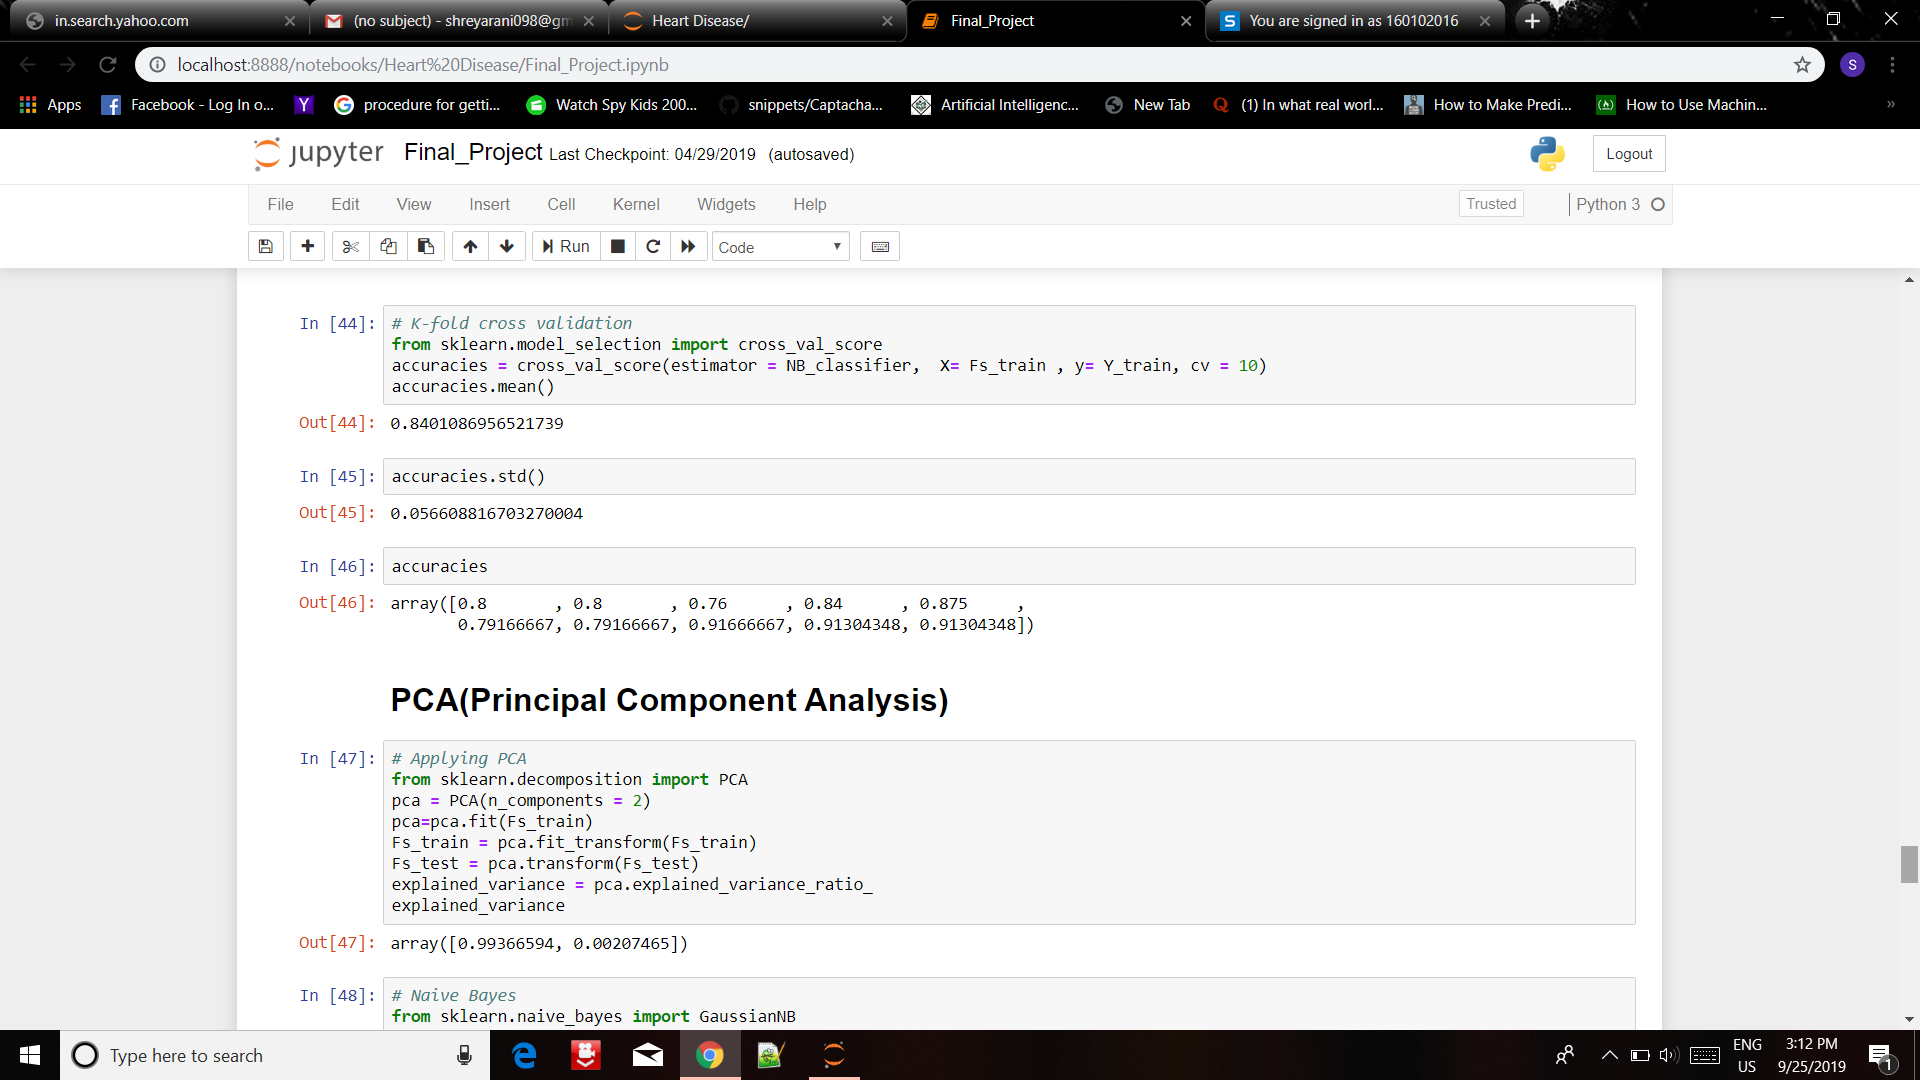 in.search.yahoo.com
(no subject) - shreyarani098@gm
Heart Disease/
Final_Project
You are signed in as 160102016
localhost:8888/notebooks/Heart%20Disease/Final_Project.ipynb
S
Apps
Facebook - Log In o...
procedure for getti...
Watch Spy Kids 200...
snippets/Captacha...
Artificial Intelligenc...
New Tab
(1) In what real worl...
How to Make Predi...
How to Use Machin...
»
jupyter
Final_Project Last Checkpoint: 04/29/2019 (autosaved)
Logout
File Edit View Insert Cell Kernel Widgets Help
Trusted
Python 3
Run
Code
In [44]:
# K-fold cross validation
from sklearn.model_selection import cross_val_score
accuracies = cross_val_score(estimator = NB_classifier,  X= Fs_train , y= Y_train, cv = 10)
accuracies.mean()
Out[44]: 0.8401086956521739
In [45]: accuracies.std()
Out[45]: 0.056608816703270004
In [46]: accuracies
Out[46]: array([0.8       , 0.8       , 0.76      , 0.84      , 0.875     ,
0.79166667, 0.79166667, 0.91666667, 0.91304348, 0.91304348])
PCA(Principal Component Analysis)
In [47]:
# Applying PCA
from sklearn.decomposition import PCA
pca = PCA(n_components = 2)
pca=pca.fit(Fs_train)
Fs_train = pca.fit_transform(Fs_train)
Fs_test = pca.transform(Fs_test)
explained_variance = pca.explained_variance_ratio_
explained_variance
Out[47]: array([0.99366594, 0.00207465])
In [48]:
# Naive Bayes
from sklearn.naive_bayes import GaussianNB
Type here to search
ENG
US
3:12 PM
9/25/2019
1